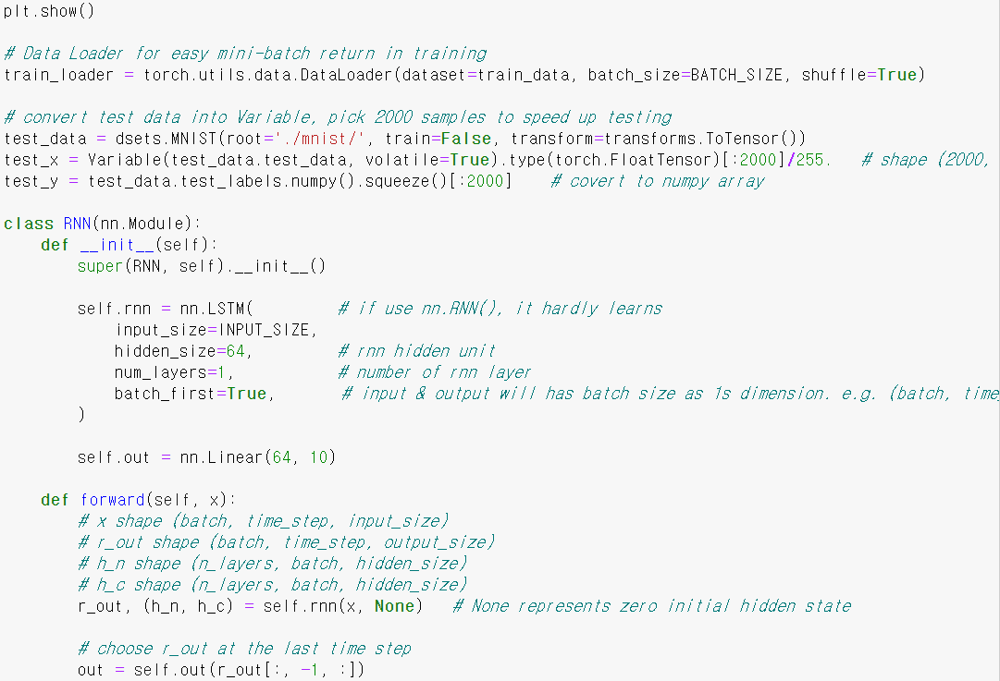 plt.show()
# Data Loader for easy mini-batch return in training
train_loader = torch.utils.data.DataLoader(dataset=train_data, batch_size=BATCH_SIZE, shuffle=True)
# convert test data into Variable, pick 2000 samples to speed up testing
test_data = dsets.MNIST(root='./mnist/', train=False, transform=transforms.ToTensor())
test_x = Variable(test_data.test_data, volatile=True).type(torch.FloatTensor)[:2000]/255.   # shape (2000,
test_y = test_data.test_labels.numpy().squeeze()[:2000]    # covert to numpy array
class RNN(nn.Module):
    def __init__(self):
        super(RNN, self).__init__()
        self.rnn = nn.LSTM(         # if use nn.RNN(), it hardly learns
            input_size=INPUT_SIZE,
            hidden_size=64,         # rnn hidden unit
            num_layers=1,           # number of rnn layer
            batch_first=True,       # input & output will has batch size as 1s dimension. e.g. (batch, time_
        )
        self.out = nn.Linear(64, 10)
    def forward(self, x):
        # x shape (batch, time_step, input_size)
        # r_out shape (batch, time_step, output_size)
        # h_n shape (n_layers, batch, hidden_size)
        # h_c shape (n_layers, batch, hidden_size)
        r_out, (h_n, h_c) = self.rnn(x, None)   # None represents zero initial hidden state
        # choose r_out at the last time step
        out = self.out(r_out[:, -1, :])